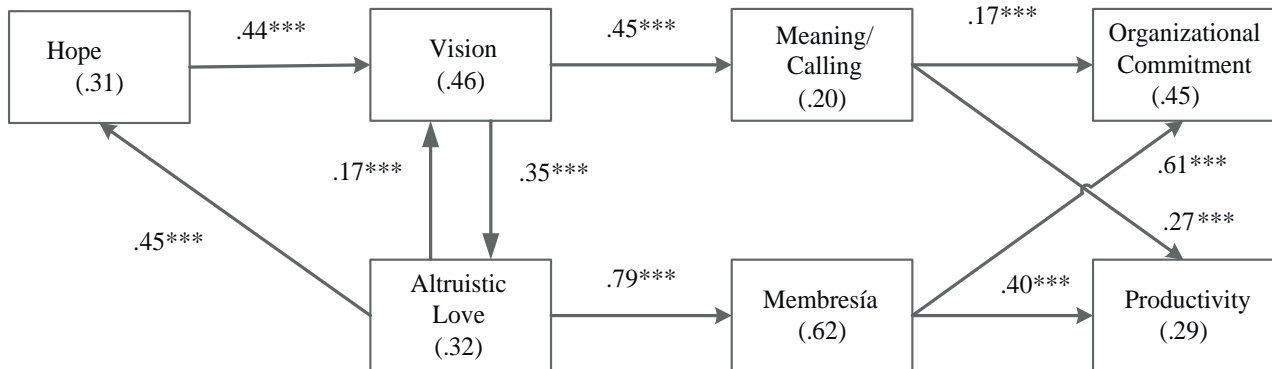 Hope
(.31)
.44***
Vision
(.46)
.45***
Meaning/
Calling
(.20)
.17***
Organizational
Commitment
(.45)
.17***
.35***
.61***
.45***
.27***
Altruistic
Love
(.32)
.79***
Membresía
(.62)
.40***
Productivity
(.29)